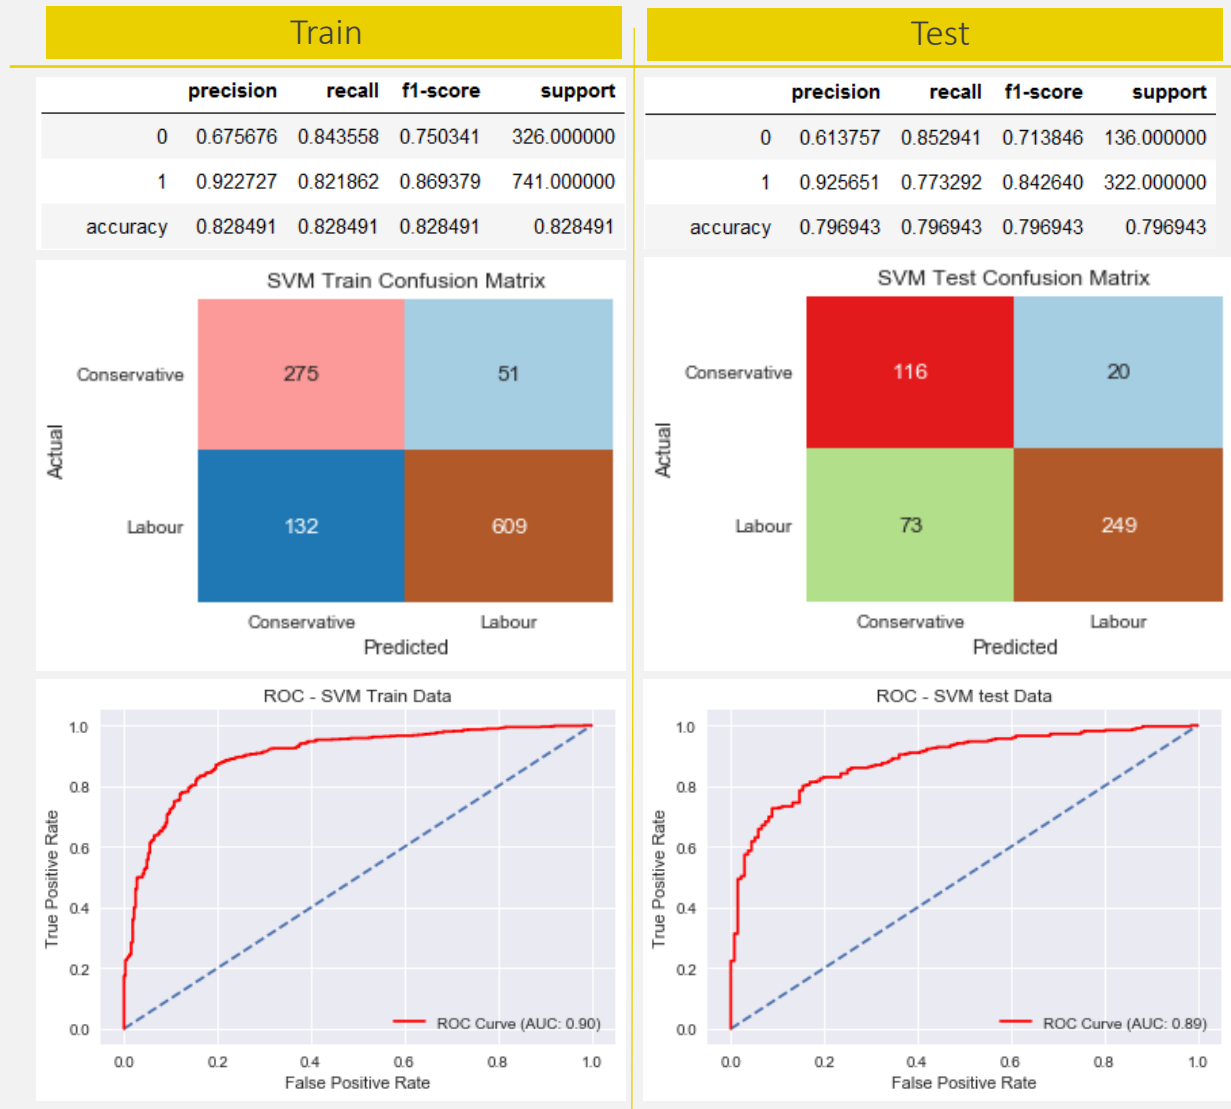 Train
precision recall f1-score support
0 0.675676 0.843558 0.750341 326.000000
1 0.922727 0.821862 0.869379 741.000000
accuracy 0.828491 0.828491 0.828491 0.828491
SVM Train Confusion Matrix
Conservative 275 51
Actual
Labour 132 609
Conservative Labour
Predicted
ROC - SVM Train Data
1.0
0.8
0.6
0.4
0.2
0.0
True Positive Rate
ROC Curve (AUC: 0.90)
0.0 0.2 0.4 0.6 0.8 1.0
False Positive Rate
Test
precision recall f1-score support
0 0.613757 0.852941 0.713846 136.000000
1 0.925651 0.773292 0.842640 322.000000
accuracy 0.796943 0.796943 0.796943 0.796943
SVM Test Confusion Matrix
Conservative 116 20
Actual
Labour 73 249
Conservative Labour
Predicted
ROC - SVM test Data
1.0
0.8
0.6
0.4
0.2
0.0
True Positive Rate
ROC Curve (AUC: 0.89)
0.0 0.2 0.4 0.6 0.8 1.0
False Positive Rate